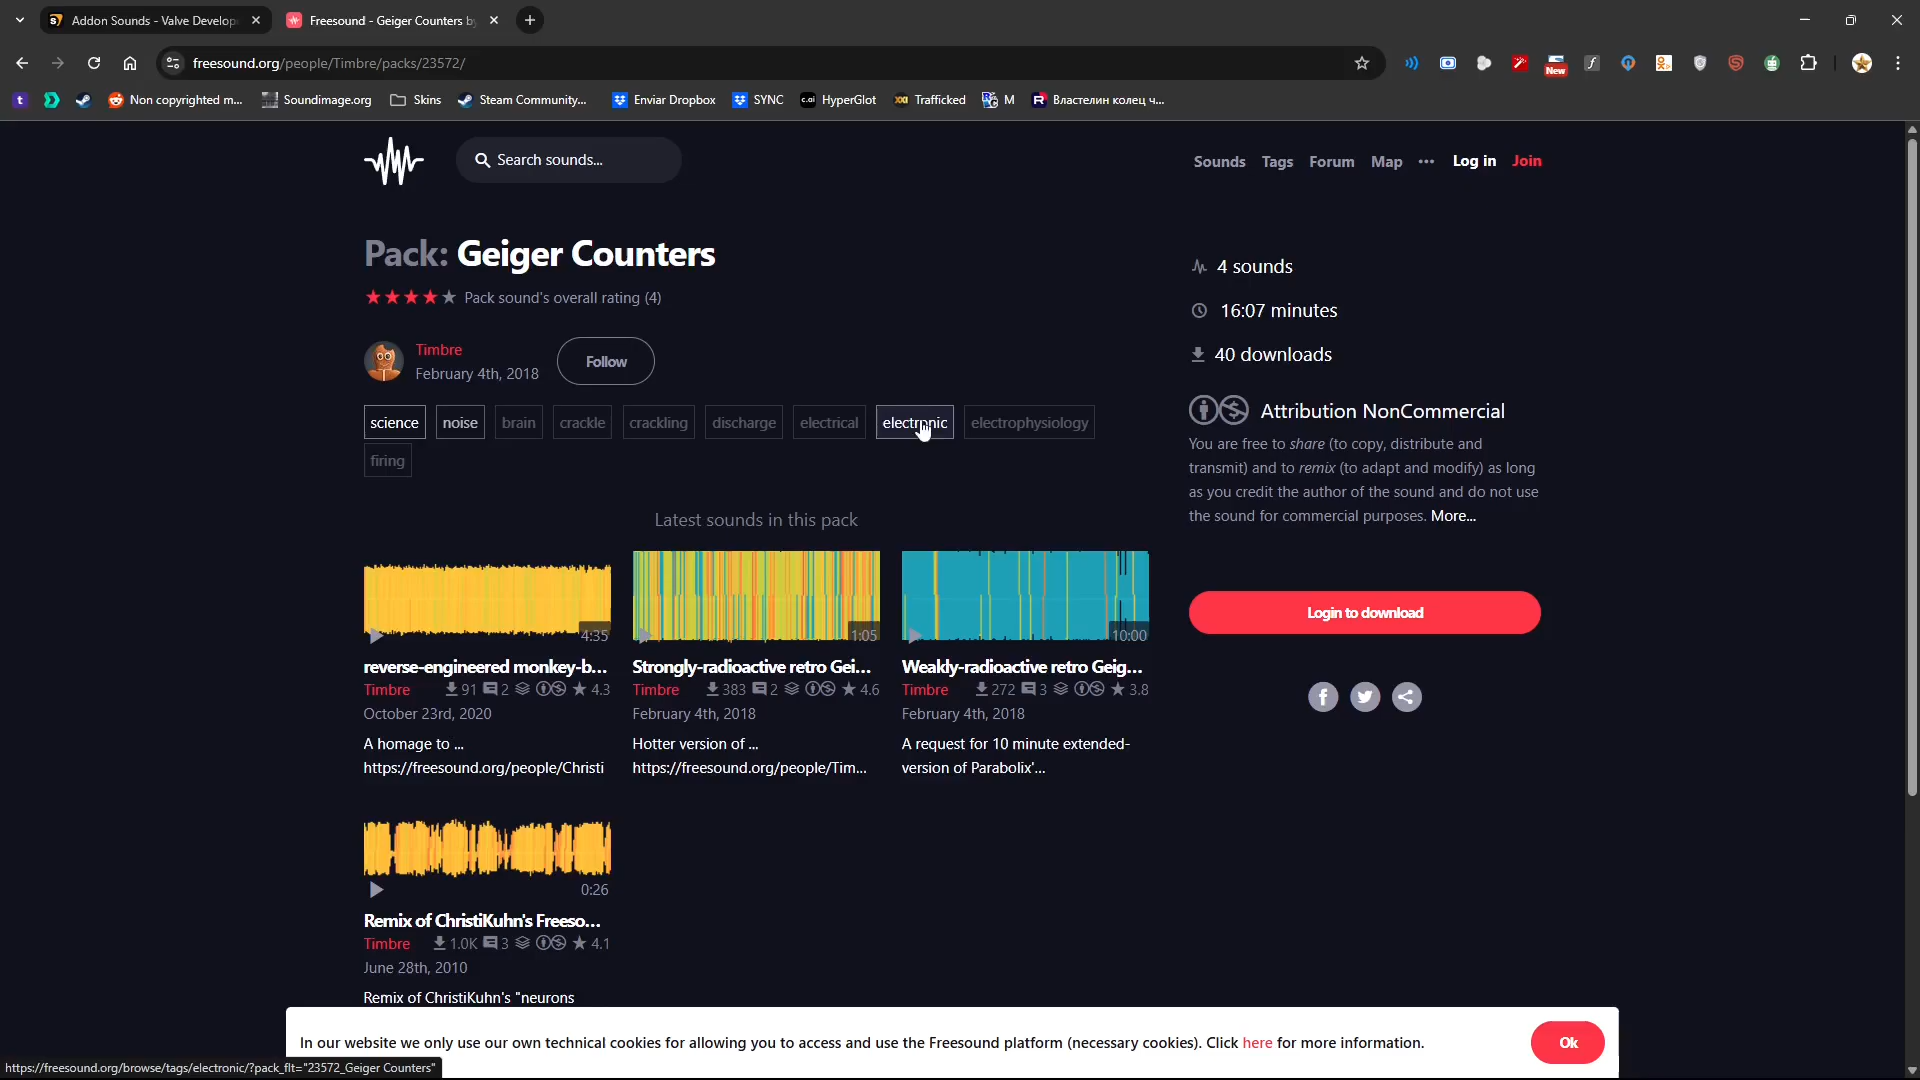 Addon Sounds - Valve Develop
Freesound - Geiger Counters by
freesound.org/people/Timbre/packs/23572/
New
Non copyrighted m...
Soundimage.org
Skins
Steam Community...
Enviar Dropbox
SYNC
c.ai
HyperGlot
Trafficked
M
Властелин колец ч...
Search sounds...
Sounds
Tags
Forum
Map
Log in
Join
Pack: Geiger Counters
Pack sound's overall rating (4)
Timbre
February 4th, 2018
Follow
science
noise
brain
crackle
crackling
discharge
electrical
electronic
electrophysiology
firing
4 sounds
16:07 minutes
40 downloads
Attribution NonCommercial
You are free to share (to copy, distribute and
transmit) and to remix (to adapt and modify) as long
as you credit the author of the sound and do not use
the sound for commercial purposes. More...
Login to download
Latest sounds in this pack
4:35
reverse-engineered monkey-b...
Timbre 91 2 4.3
October 23rd, 2020
A homage to ...
https://freesound.org/people/Christi
1:05
Strongly-radioactive retro Gei...
Timbre 383 2 4.6
February 4th, 2018
Hotter version of ...
https://freesound.org/people/Tim...
10:00
Weakly-radioactive retro Geig...
Timbre 272 3 3.8
February 4th, 2018
A request for 10 minute extended-
version of Parabolix'...
0:26
Remix of ChristiKuhn's Freeso...
Timbre 1.0K 3 4.1
June 28th, 2010
Remix of ChristiKuhn's "neurons
In our website we only use our own technical cookies for allowing you to access and use the Freesound platform (necessary cookies). Click here for more information.
Ok
https://freesound.org/browse/tags/electronic/?pack_flt="23572_Geiger Counters"